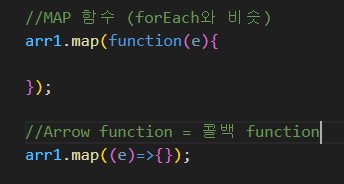 //MAP 함수 (forEach와 비슷)
arr1.map(function(e){
});
//Arrow function = 콜백 function
arr1.map((e)=>{});